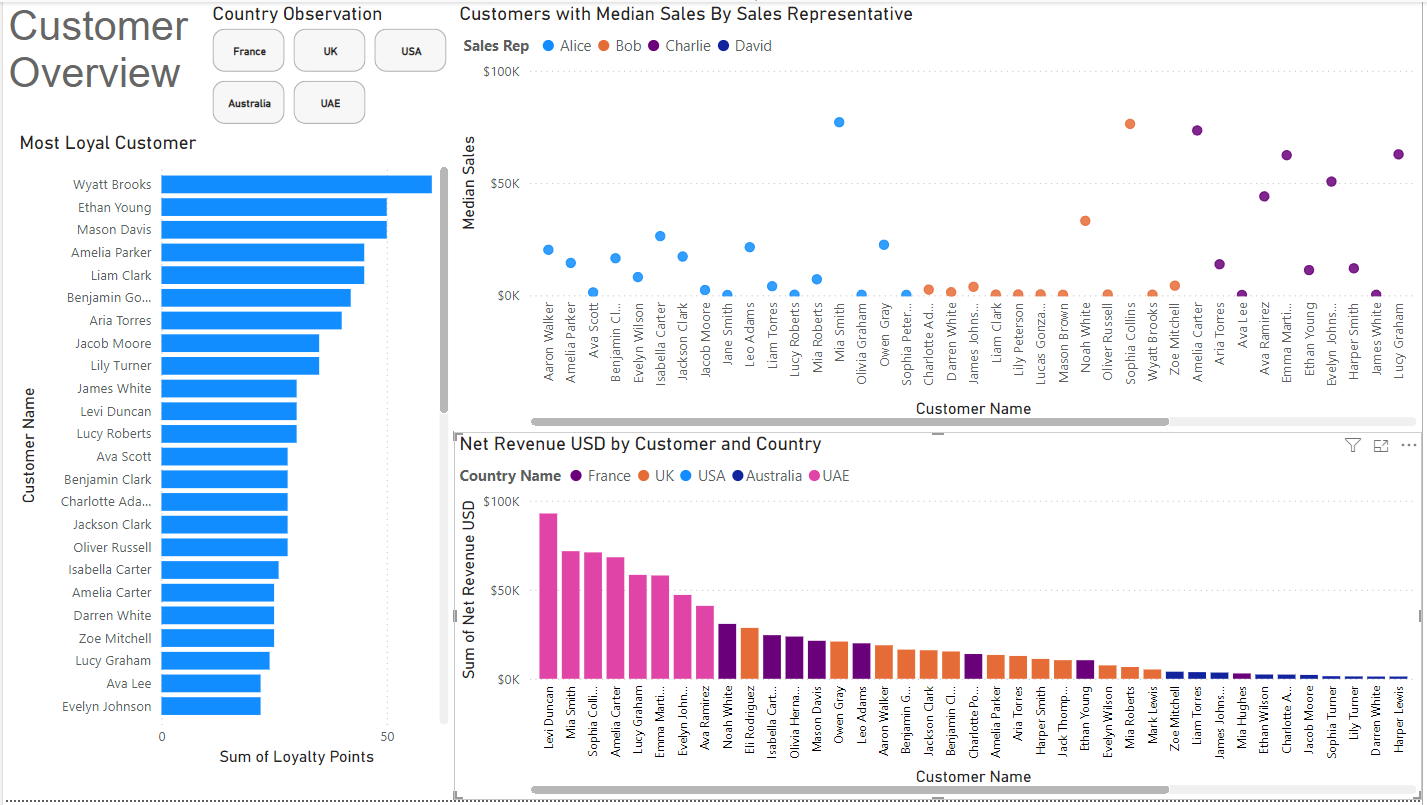 Customer
Overview
Country Observation
France
UK
USA
Australia
UAE
Most Loyal Customer
Customer Name
Wyatt Brooks
Ethan Young
Mason Davis
Amelia Parker
Liam Clark
Benjamin Go...
Aria Torres
Jacob Moore
Lily Turner
James White
Levi Duncan
Lucy Roberts
Ava Scott
Benjamin Clark
Charlotte Ada...
Jackson Clark
Oliver Russell
Isabella Carter
Amelia Carter
Darren White
Zoe Mitchell
Lucy Graham
Ava Lee
Evelyn Johnson
0
50
Sum of Loyalty Points
Customers with Median Sales By Sales Representative
Sales Rep Alice Bob Charlie David
Median Sales
$100K
$50K
$0K
Aaron Walker
Amelia Parker
Ava Scott
Benjamin Cl...
Evelyn Wilson
Isabella Carter
Jackson Clark
Jacob Moore
Jane Smith
Leo Adams
Liam Torres
Lucy Roberts
Mia Roberts
Mia Smith
Olivia Graham
Owen Gray
Sophia Peter...
Charlotte Ad...
Darren White
James Johns...
Liam Clark
Lily Peterson
Lucas Gonza...
Mason Brown
Noah White
Oliver Russell
Sophia Collins
Wyatt Brooks
Zoe Mitchell
Amelia Carter
Aria Torres
Ava Lee
Ava Ramirez
Emma Marti...
Ethan Young
Evelyn Johns...
Harper Smith
James White
Lucy Graham
Customer Name
Net Revenue USD by Customer and Country
Country Name France UK USA Australia UAE
Sum of Net Revenue USD
$100K
$50K
$0K
Levi Duncan
Mia Smith
Sophia Colli...
Amelia Carter
Lucy Graham
Emma Marti...
Evelyn John...
Ava Ramirez
Noah White
Eli Rodriguez
Isabella Cart...
Olivia Herna...
Mason Davis
Owen Gray
Leo Adams
Aaron Walker
Benjamin G...
Jackson Clark
Benjamin Cl...
Charlotte Po...
Amelia Parker
Aria Torres
Harper Smith
Jack Thomp...
Ethan Young
Evelyn Wilson
Mia Roberts
Mark Lewis
Zoe Mitchell
Liam Torres
James Johns...
Mia Hughes
Ethan Wilson
Charlotte A...
Jacob Moore
Sophia Turner
Lily Turner
Darren White
Harper Lewis
Customer Name